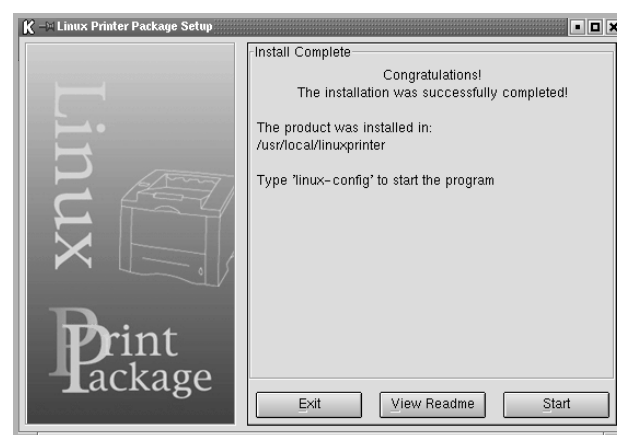 Linux Printer Package Setup
Linux
Print
Package
Install Complete
Congratulations!
The installation was successfully completed!
The product was installed in:
/usr/local/linuxprinter
Type 'linux-config' to start the program
Exit
View Readme
Start